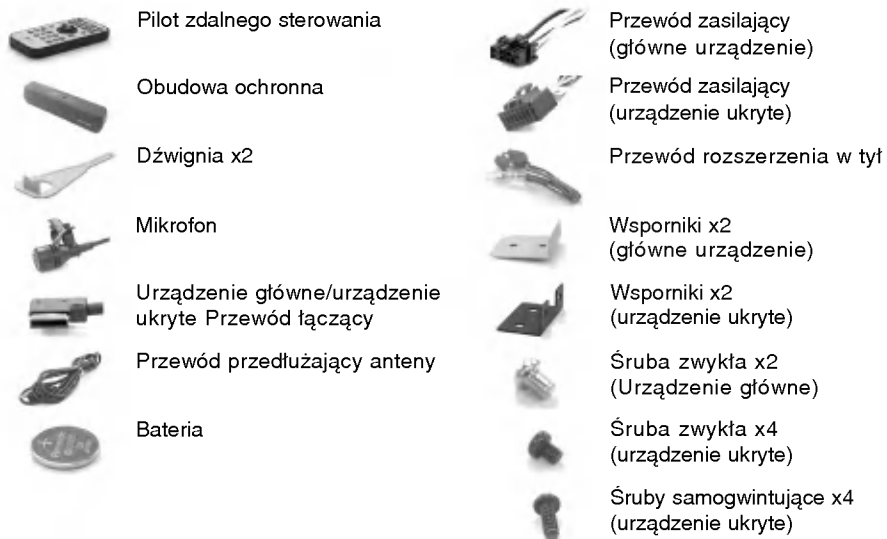 Pilot zdalnego sterowania
Obudowa ochronna
Dźwignia x2
Mikrofon
Urządzenie główne/urządzenie
ukryte Przewód łączący
Przewód przedłużający anteny
Bateria
Przewód zasilający
(główne urządzenie)
Przewód zasilający
(urządzenie ukryte)
Przewód rozszerzenia w tył
Wsporniki x2
(główne urządzenie)
Wsporniki x2
(urządzenie ukryte)
Śruba zwykła x2
(Urządzenie główne)
Śruba zwykła x4
(urządzenie ukryte)
Śruby samogwintujące x4
(urządzenie ukryte)